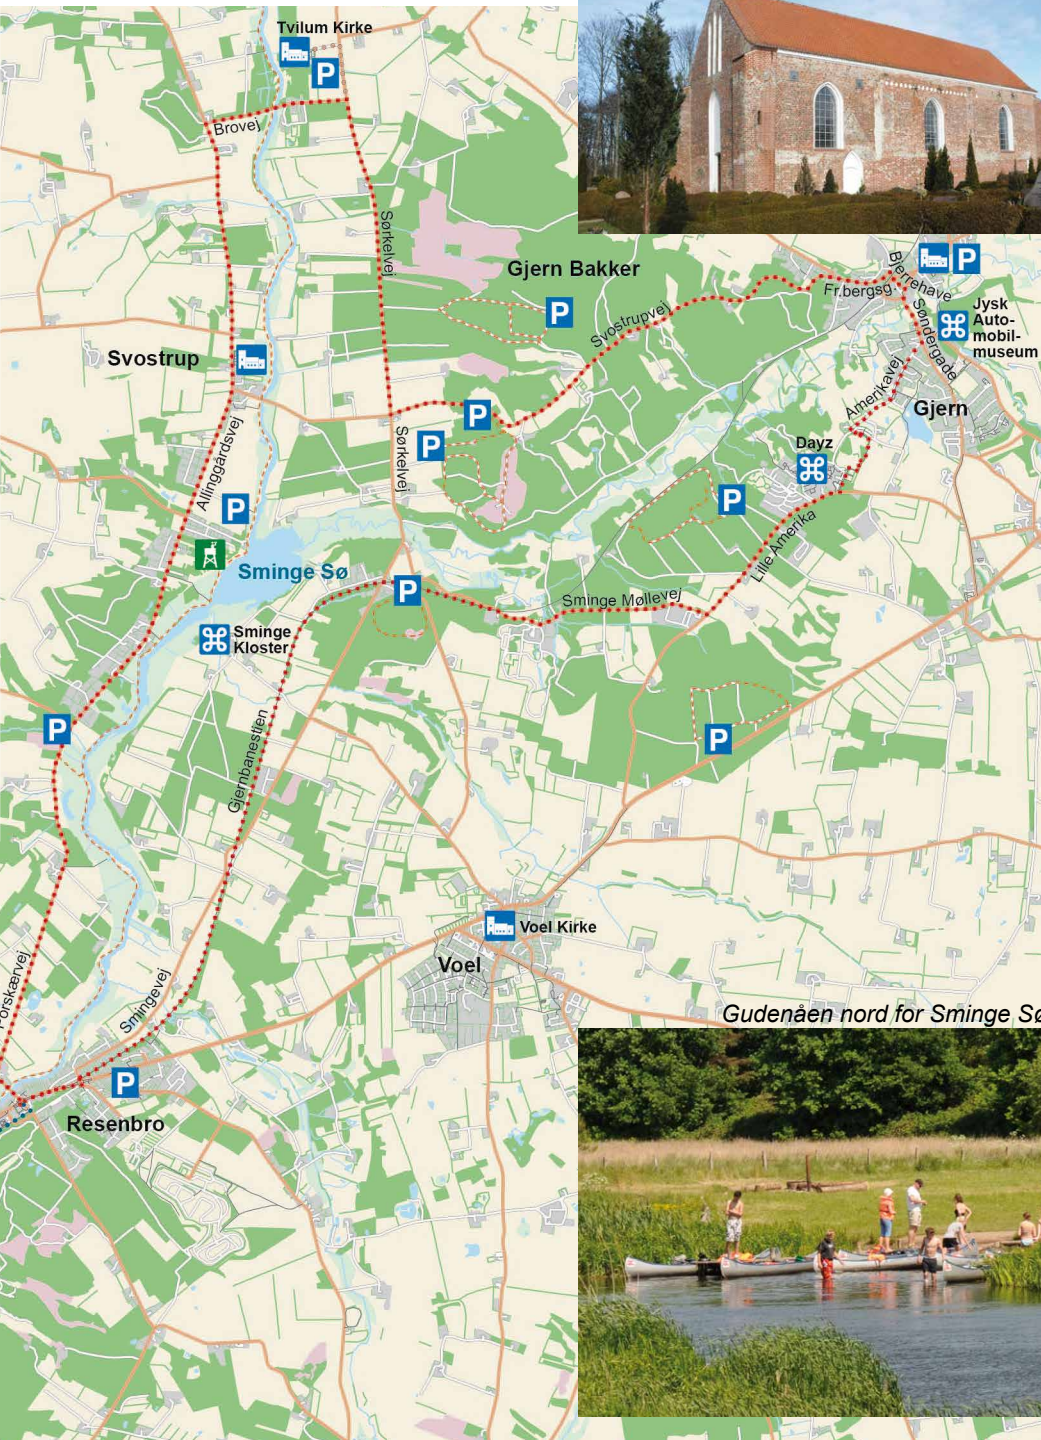 Tvilum Kirke
P
Brovej
Sørkelvej
Gjern Bakker
P
Svostrupvej
Fr.bergsg.
Bjerrehave
P
Jysk
Auto-
mobil-
museum
Søndergade
Svostrup
Amerikavej
Gjern
Allinggårdsvej
P
P
Sørkelvej
Dayz
P
P
Lille Amerika
Sminge Sø
P
Sminge Møllevej
Sminge
Kloster
P
P
Gjernbanestien
Voel Kirke
Voel
Porskærvej
Smingevej
P
Resenbro
Gudenåen nord for Sminge Sø